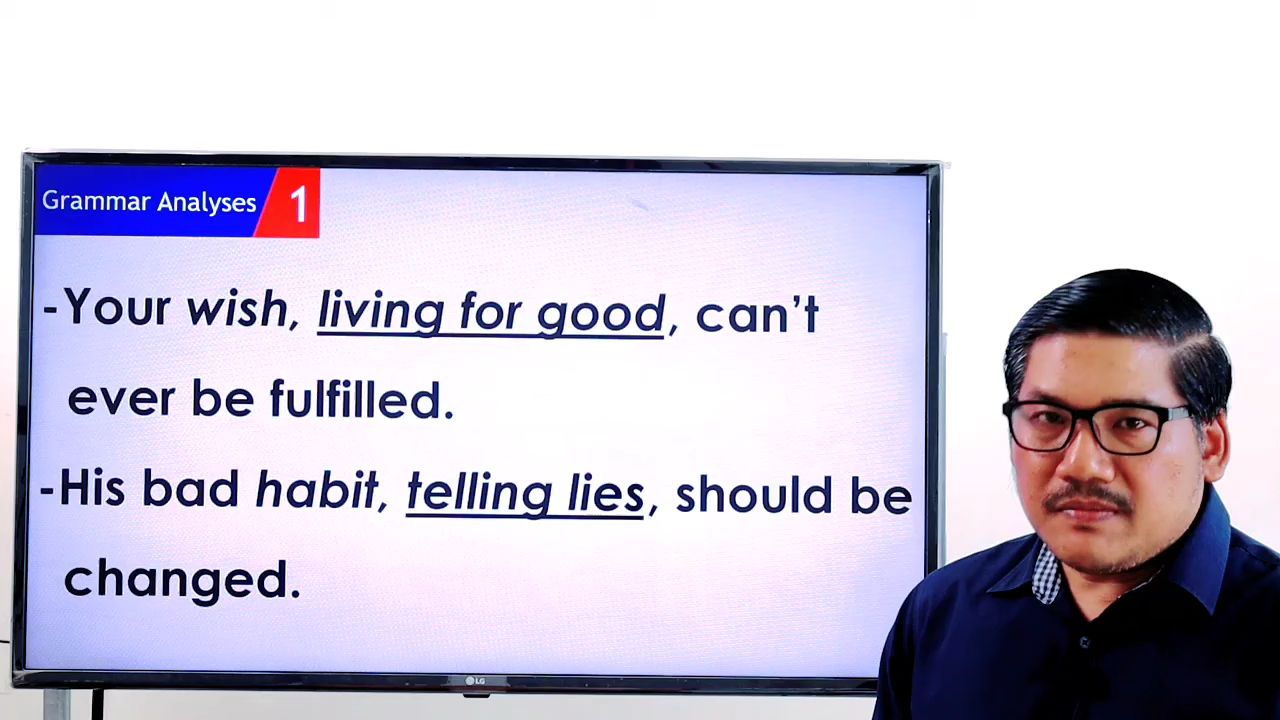 Grammar Analyses 1
-Your wish, living for good, can’t
ever be fulfilled.
-His bad habit, telling lies, should be
changed.
LG